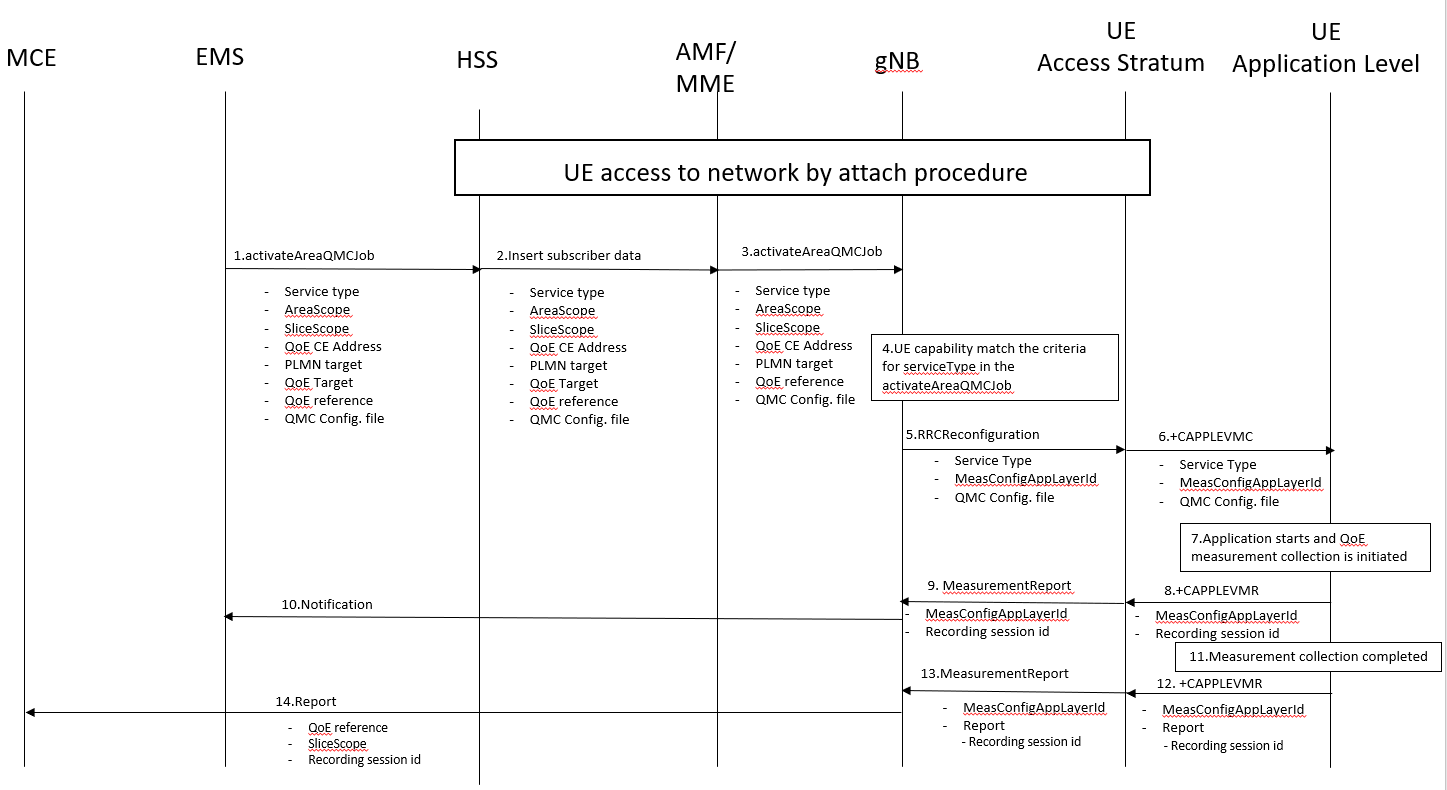 MCE
EMS
HSS
AMF/
MME
gNB
UE
Access Stratum
UE
Application Level
UE access to network by attach procedure
1.activateAreaQMCJob
- Service type
- AreaScope
- SliceScope
- QoE CE Address
- PLMN target
- QoE Target
- QoE reference
- QMC Config. file
2.Insert subscriber data
- Service type
- AreaScope
- SliceScope
- QoE CE Address
- PLMN target
- QoE Target
- QoE reference
- QMC Config. file
3.activateAreaQMCJob
- Service type
- AreaScope
- SliceScope
- QoE CE Address
- PLMN target
- QoE reference
- QMC Config. file
4.UE capability match the criteria
for serviceType in the
activateAreaQMCJob
5.RRCReconfiguration
- Service Type
- MeasConfigAppLayerId
- QMC Config. file
6.+CAPPLEVMC
- Service Type
- MeasConfigAppLayerId
- QMC Config. file
7.Application starts and QoE
measurement collection is initiated
8.+CAPPLEVMR
- MeasConfigAppLayerId
- Recording session id
9. MeasurementReport
- MeasConfigAppLayerId
- Recording session id
10.Notification
11.Measurement collection completed
12. +CAPPLEVMR
- MeasConfigAppLayerId
- Report
- Recording session id
13.MeasurementReport
- MeasConfigAppLayerId
- Report
- Recording session id
14.Report
- QoE reference
- SliceScope
- Recording session id